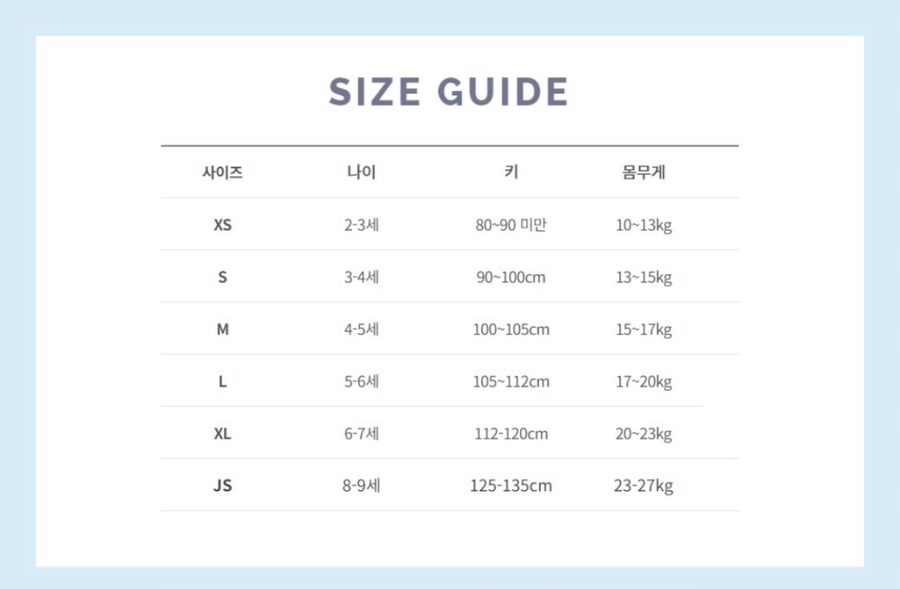 SIZE GUIDE
사이즈 나이 키 몸무게
XS 2-3세 80~90 미만 10~13kg
S 3-4세 90~100cm 13~15kg
M 4-5세 100~105cm 15~17kg
L 5-6세 105~112cm 17~20kg
XL 6-7세 112-120cm 20~23kg
JS 8-9세 125-135cm 23-27kg